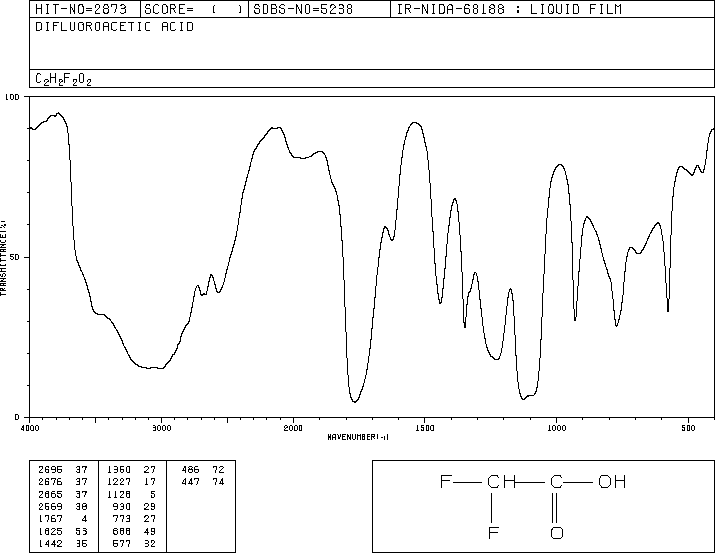 HIT-NO=2873 SCORE= ( ) SDBS-NO=5238 IR-NIDA-68188 : LIQUID FILM
DIFLUOROACETIC ACID
C2H2F2O2
100
50
0
TRANSMITTANCE(%)
4000 3000 2000 1500 1000 500
WAVENUMBER(-1)
2695 37 1350 27 486 72
2676 37 1227 17 447 74
2665 37 1128 5
2569 38 930 29
1767 4 773 27
1625 53 688 49
1442 35 577 32
F CH C OH
F O